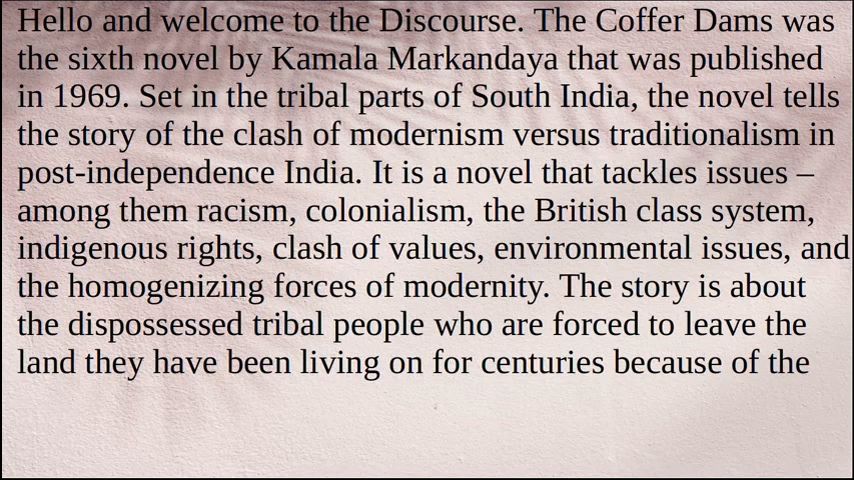 Hello and welcome to the Discourse. The Coffer Dams was
the sixth novel by Kamala Markandaya that was published
in 1969. Set in the tribal parts of South India, the novel tells
the story of the clash of modernism versus traditionalism in
post-independence India. It is a novel that tackles issues –
among them racism, colonialism, the British class system,
indigenous rights, clash of values, environmental issues, and
the homogenizing forces of modernity. The story is about
the dispossessed tribal people who are forced to leave the
land they have been living on for centuries because of the